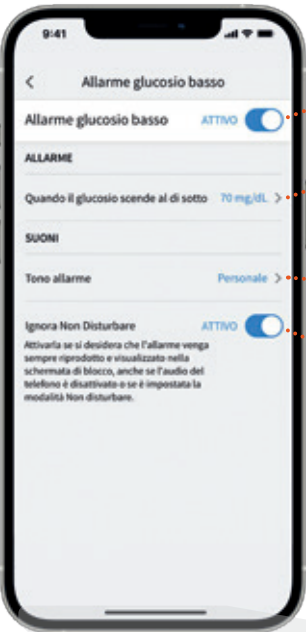 9:41
Allarme glucosio basso
Allarme glucosio basso ATTIVO
ALLARME
Quando il glucosio scende al di sotto 70 mg/dL
SUONI
Tono allarme Personale
Ignora Non Disturbare ATTIVO
Attivarla se si desidera che l'allarme venga
sempre riprodotto e visualizzato nella
schermata di blocco, anche se l'audio del
telefono è disattivato o se è impostata la
modalità Non disturbare.